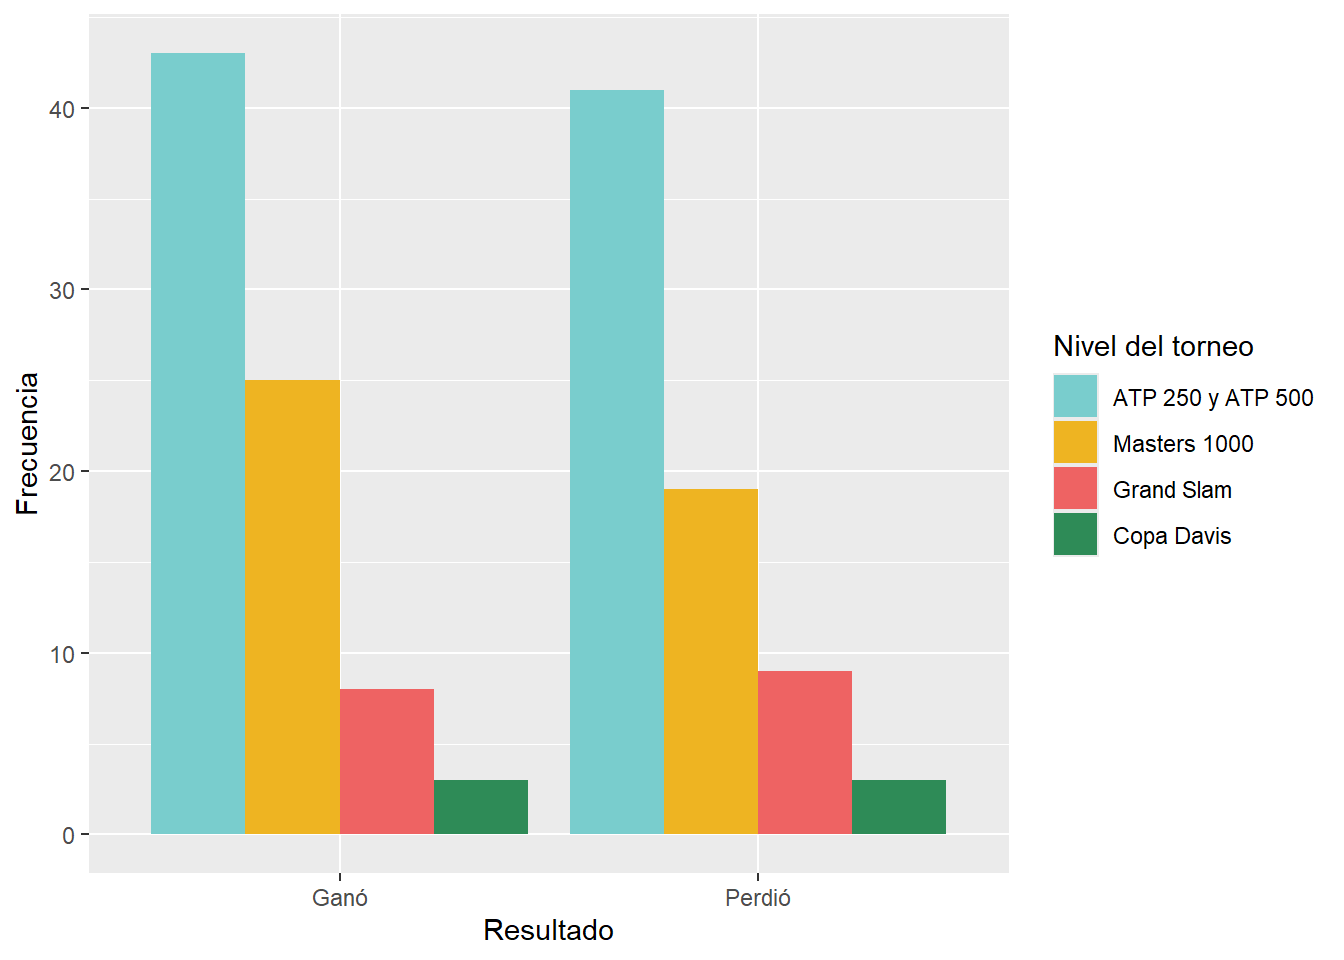 Frecuencia
40
30
20
10
0
Ganó
Perdió
Resultado
Nivel del torneo
ATP 250 y ATP 500
Masters 1000
Grand Slam
Copa Davis